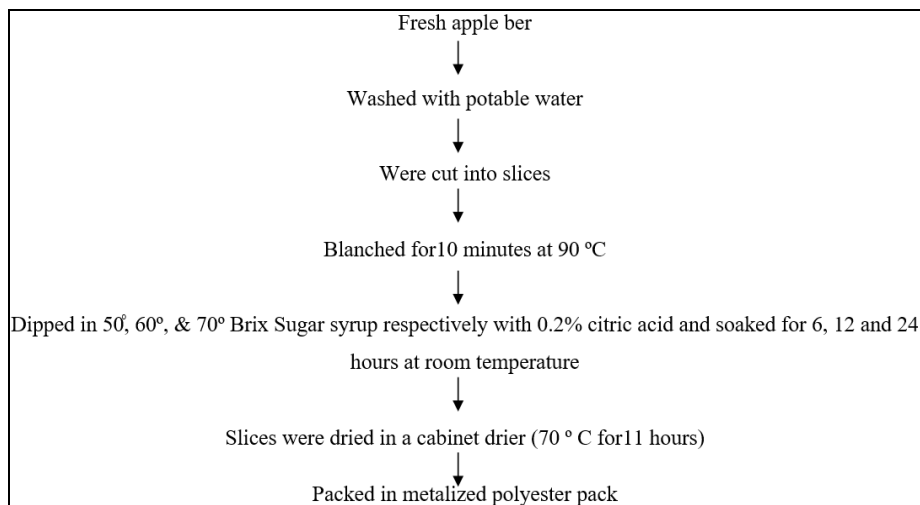 Fresh apple ber
Washed with potable water
Were cut into slices
Blanched for10 minutes at 90 ºC
Dipped in 50º, 60º, & 70º Brix Sugar syrup respectively with 0.2% citric acid and soaked for 6, 12 and 24
hours at room temperature
Slices were dried in a cabinet drier (70 º C for11 hours)
Packed in metalized polyester pack